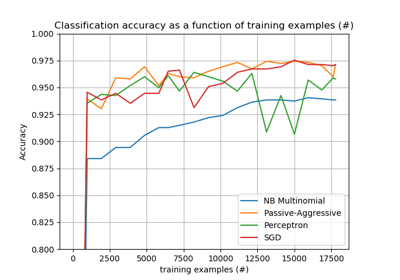 Classification accuracy as a function of training examples (#)
1.000
0.975
0.950
0.925
0.900
0.875
0.850
0.825
0.800
Accuracy
NB Multinomial
Passive-Aggressive
Perceptron
SGD
0 2500 5000 7500 10000 12500 15000 17500
training examples (#)